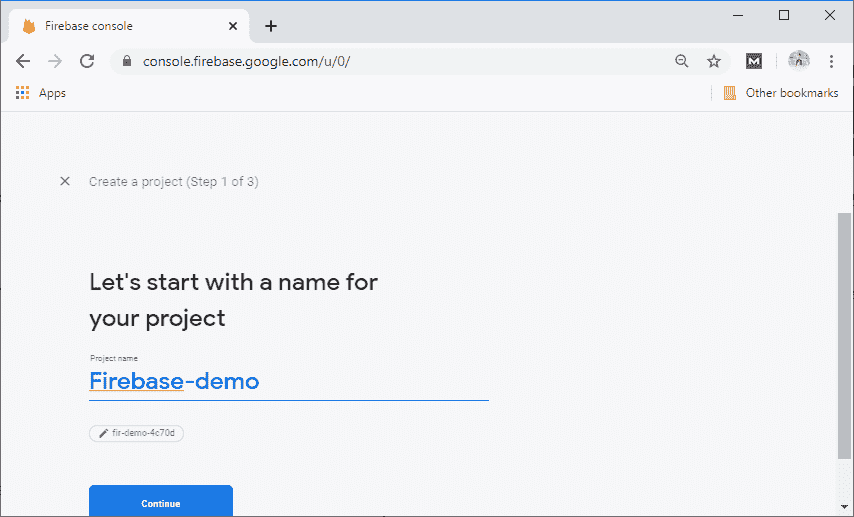 Firebase console
console.firebase.google.com/u/0/
Apps
Other bookmarks
Create a project (Step 1 of 3)
Let's start with a name for
your project
Project name
Firebase-demo
fir-demo-4c70d
Continue